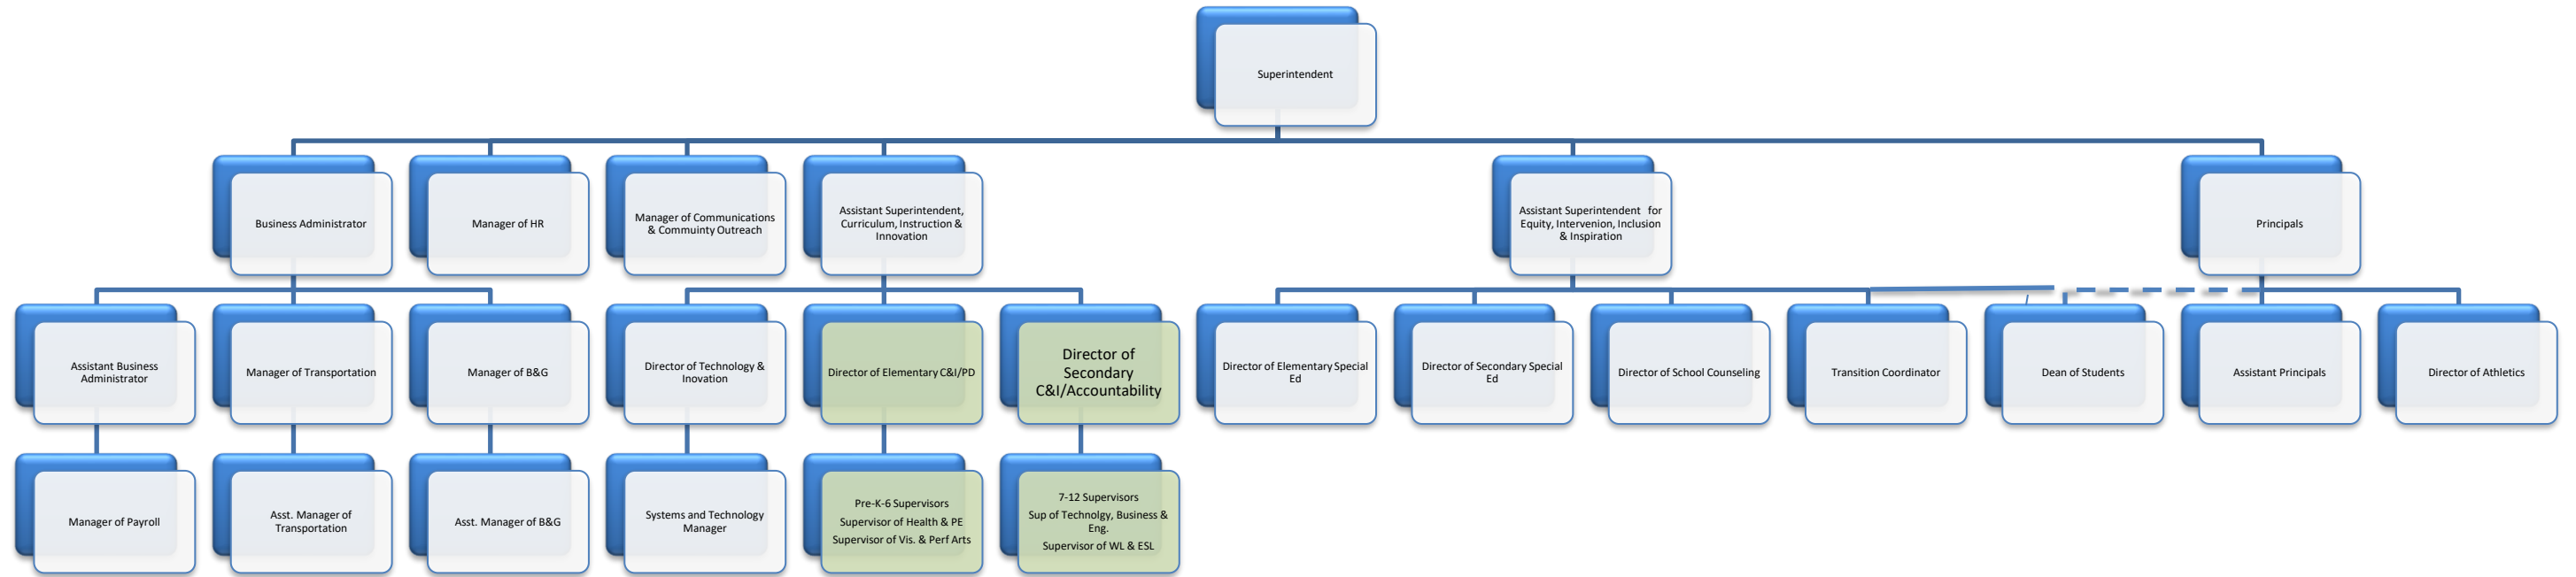 Superintendent
Business Administrator
Manager of HR
Manager of Communications
& Commuinty Outreach
Assistant Superintendent,
Curriculum, Instruction &
Innovation
Assistant Superintendent for
Equity, Intervenion, Inclusion
& Inspiration
Principals
Assistant Business
Administrator
Manager of Transportation
Manager of B&G
Director of Technology &
Inovation
Director of Elementary C&I/PD
Director of
Secondary
C&I/Accountability
Director of Elementary Special
Ed
Director of Secondary Special
Ed
Director of School Counseling
Transition Coordinator
Dean of Students
Assistant Principals
Director of Athletics
Manager of Payroll
Asst. Manager of
Transportation
Asst. Manager of B&G
Systems and Technology
Manager
Pre-K-6 Supervisors
Supervisor of Health & PE
Supervisor of Vis. & Perf Arts
7-12 Supervisors
Sup of Technolgy, Business &
Eng.
Supervisor of WL & ESL